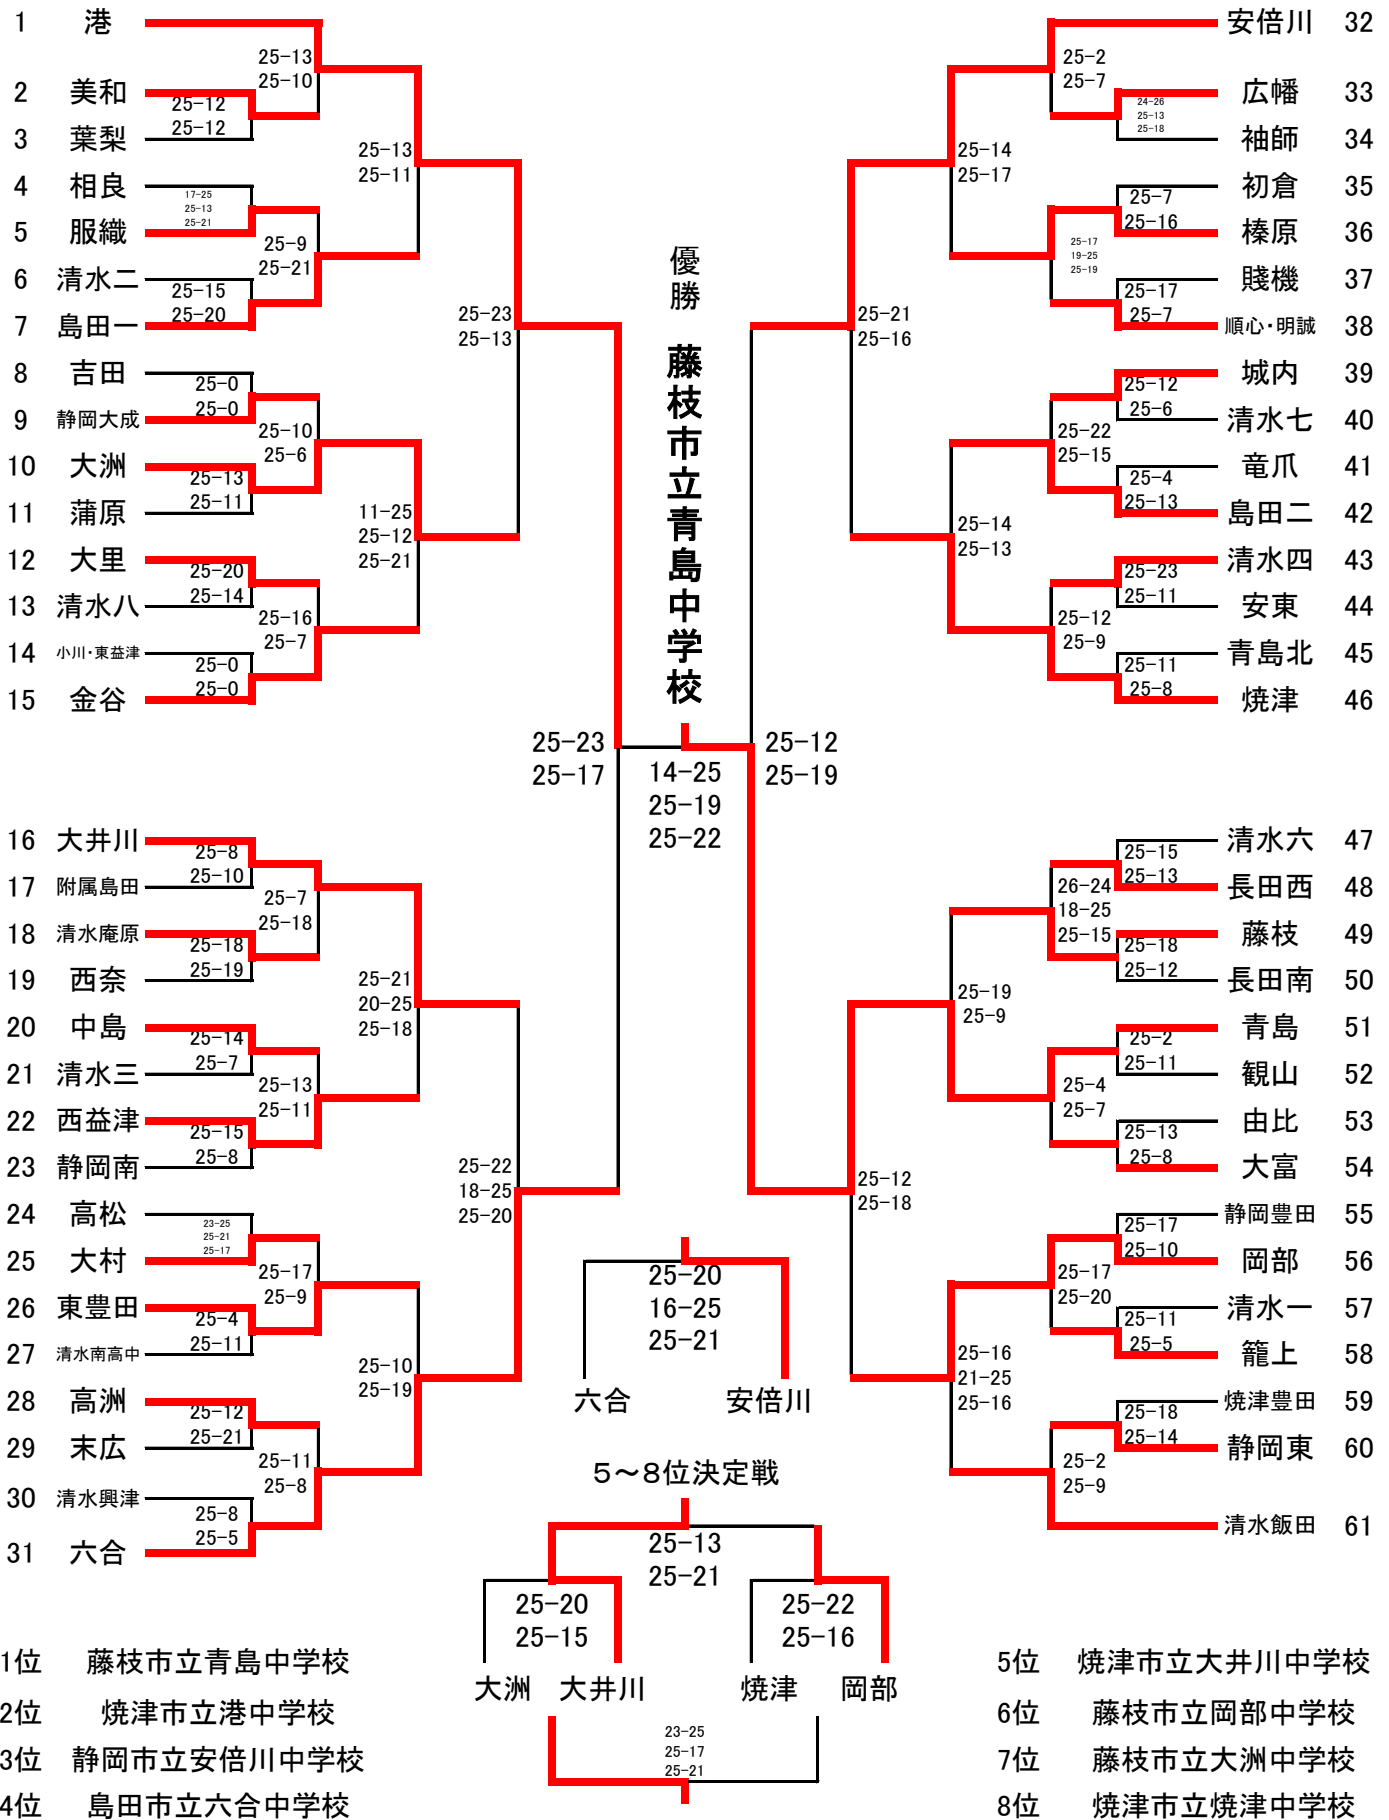 1 港
2 美和
3 葉梨
4 相良
5 服織
6 清水二
7 島田一
8 吉田
9 静岡大成
10 大洲
11 蒲原
12 大里
13 清水八
14 小川・東益津
15 金谷
25-12
25-12
17-25
25-13
25-21
25-15
25-20
25-0
25-0
25-13
25-11
25-20
25-14
25-0
25-0
25-13
25-10
25-9
25-21
25-10
25-6
25-16
25-7
25-13
25-11
11-25
25-12
25-21
25-23
25-13
16 大井川
17 附属島田
18 清水庵原
19 西奈
20 中島
21 清水三
22 西益津
23 静岡南
24 高松
25 大村
26 東豊田
27 清水南高中
28 高洲
29 末広
30 清水興津
31 六合
25-8
25-10
25-18
25-19
25-14
25-7
25-15
25-8
23-25
25-21
25-17
25-4
25-11
25-12
25-21
25-8
25-5
25-7
25-18
25-13
25-11
25-17
25-9
25-11
25-8
25-21
20-25
25-18
25-10
25-19
25-22
18-25
25-20
25-23
25-17
優勝 藤枝市立青島中学校
14-25
25-19
25-22
25-12
25-19
安倍川 32
広幡 33
袖師 34
初倉 35
榛原 36
賤機 37
順心・明誠 38
城内 39
清水七 40
竜爪 41
島田二 42
清水四 43
安東 44
青島北 45
焼津 46
24-26
25-13
25-18
25-7
25-16
25-17
25-7
25-12
25-6
25-4
25-13
25-23
25-11
25-11
25-8
25-2
25-7
25-17
19-25
25-19
25-22
25-15
25-12
25-9
25-14
25-17
25-14
25-13
25-21
25-16
清水六 47
長田西 48
藤枝 49
長田南 50
青島 51
観山 52
由比 53
大富 54
静岡豊田 55
岡部 56
清水一 57
籠上 58
焼津豊田 59
静岡東 60
清水飯田 61
25-15
25-13
25-18
25-12
25-2
25-11
25-13
25-8
25-17
25-10
25-11
25-5
25-18
25-14
26-24
18-25
25-15
25-4
25-7
25-17
25-20
25-2
25-9
25-19
25-9
25-16
21-25
25-16
25-12
25-18
25-20
16-25
25-21
六合 安倍川
5～8位決定戦
25-13
25-21
25-20
25-15
25-22
25-16
大洲 大井川 焼津 岡部
23-25
25-17
25-21
1位 藤枝市立青島中学校
2位 焼津市立港中学校
3位 静岡市立安倍川中学校
4位 島田市立六合中学校
5位 焼津市立大井川中学校
6位 藤枝市立岡部中学校
7位 藤枝市立大洲中学校
8位 焼津市立焼津中学校